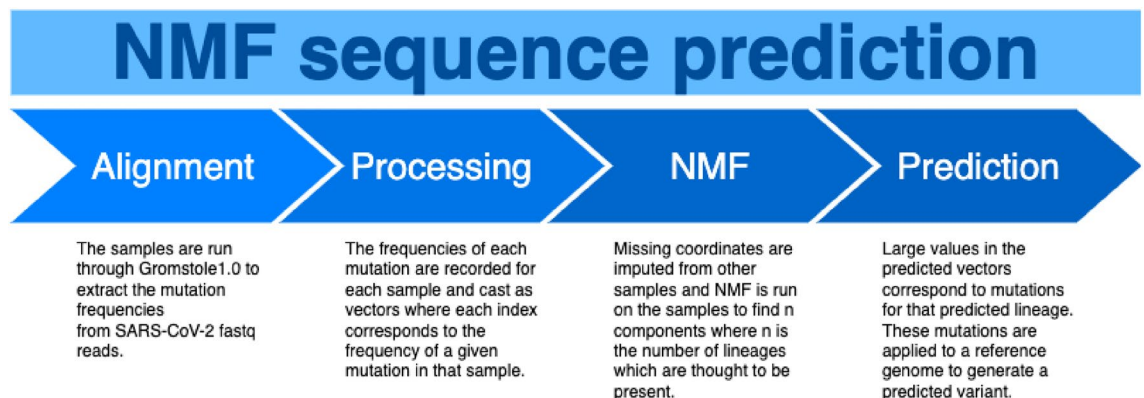 NMF sequence prediction
Alignment
Processing
NMF
Prediction
The samples are run
through Gromstole1.0 to
extract the mutation
frequencies
from SARS-CoV-2 fastq
reads.
The frequencies of each
mutation are recorded for
each sample and cast as
vectors where each index
corresponds to the
frequency of a given
mutation in that sample.
Missing coordinates are
imputed from other
samples and NMF is run
on the samples to find n
components where n is
the number of lineages
which are thought to be
present.
Large values in the
predicted vectors
correspond to mutations
for that predicted lineage.
These mutations are
applied to a reference
genome to generate a
predicted variant.